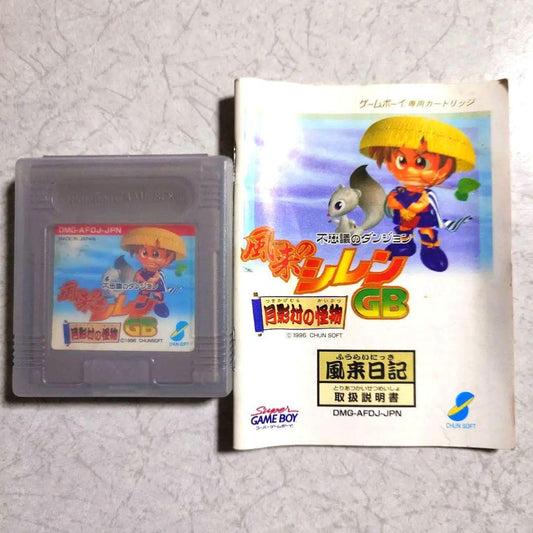 DMG-AFDJ-JPN
MADE IN JAPAN
不思議のダンジョン
風来の
シレン
GB
月影村の怪物
©1996 CHUN SOFT
CHUN SOFT
ゲームボーイ専用カートリッジ
不思議のダンジョン
風来の
シレン
GB
つきかげむら かいぶつ
月影村の怪物
©1996 CHUN SOFT
ふうらいにっき
風来日記
とりあつかいせつめいしょ
取扱説明書
DMG-AFDJ-JPN
Super
GAME BOY
スーパーゲームボーイ
CHUN SOFT